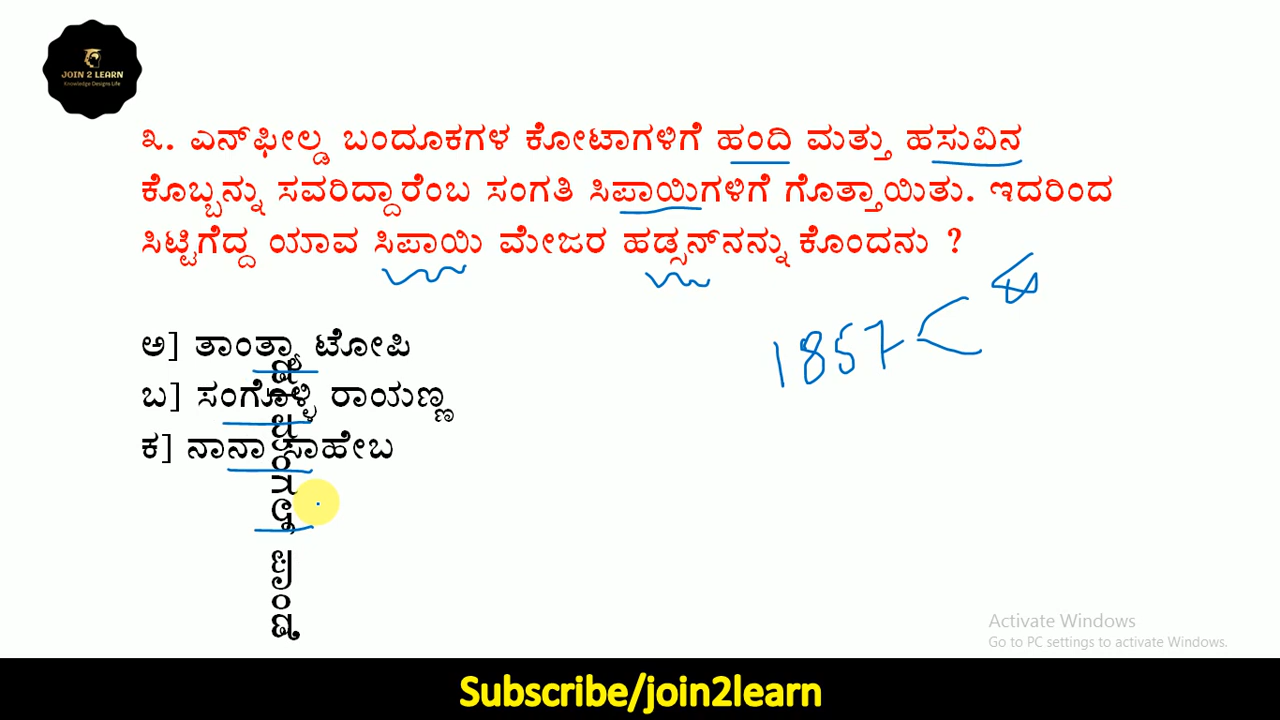 JOIN 2 LEARN
Knowledge Designs Life
೩. ಎನ್‌ಫೀಲ್ಡ ಬಂದೂಕಗಳ ಕೋಟಾಗಳಿಗೆ ಹಂದಿ ಮತ್ತು ಹಸುವಿನ
ಕೊಬ್ಬನ್ನು ಸವರಿದ್ದಾರೆಂಬ ಸಂಗತಿ ಸಿಪಾಯಿಗಳಿಗೆ ಗೊತ್ತಾಯಿತು. ಇದರಿಂದ
ಸಿಟ್ಟಿಗೆದ್ದ ಯಾವ ಸಿಪಾಯಿ ಮೇಜರ ಹಡ್ಸನ್‌ನನ್ನು ಕೊಂದನು ?
1857
ಅ] ತಾಂತ್ಯಾ ಟೋಪಿ
ಬ] ಸಂಗೊಳ್ಳಿ ರಾಯಣ್ಣ
ಕ] ನಾನಾ ಸಾಹೇಬ
Activate Windows
Go to PC settings to activate Windows.
Subscribe/join2learn